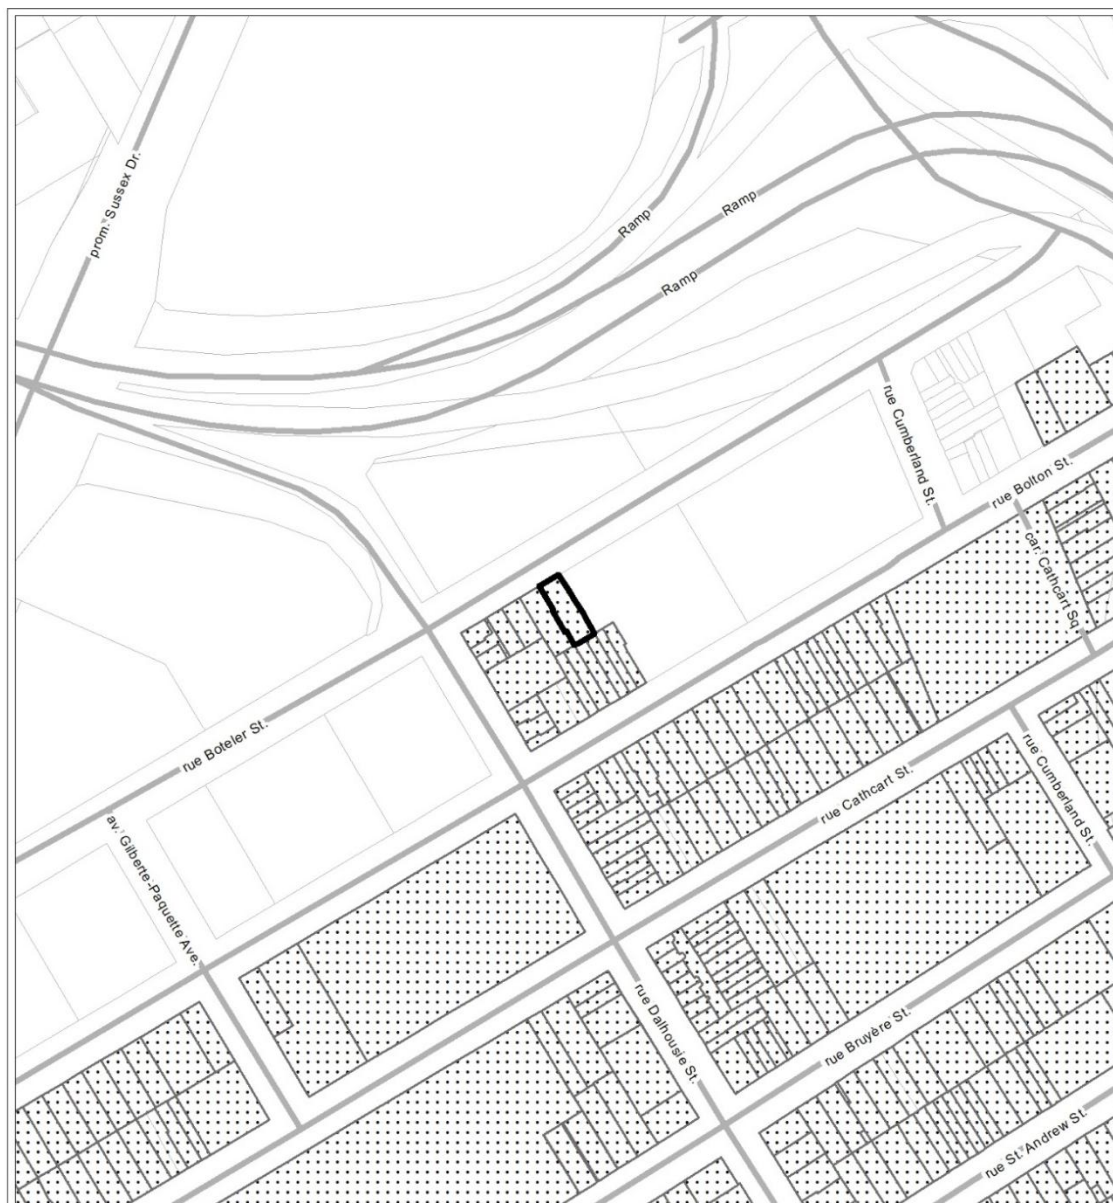 prom. Sussex Dr.
Ramp
Ramp
Ramp
rue Cumberland St.
rue Bolton St.
car. Cathcart Sq
rue Boteler St.
rue Cathcart St.
rue Cumberland St.
av. Gilberte-Paquette Ave.
rue Dalhousie St.
rue Bruyère St.
rue St. Andrew St.